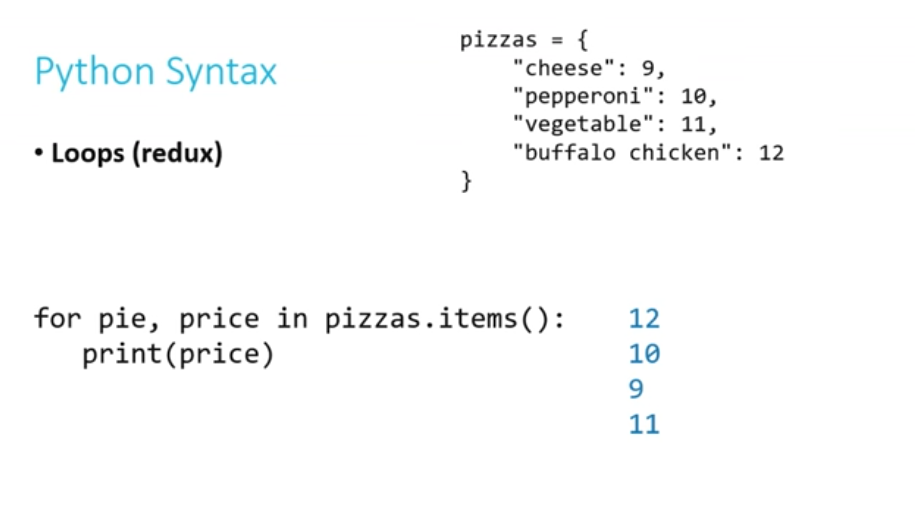 Python Syntax
• Loops (redux)
pizzas = {
    "cheese": 9,
    "pepperoni": 10,
    "vegetable": 11,
    "buffalo chicken": 12
}
for pie, price in pizzas.items():
   print(price)
12
10
9
11